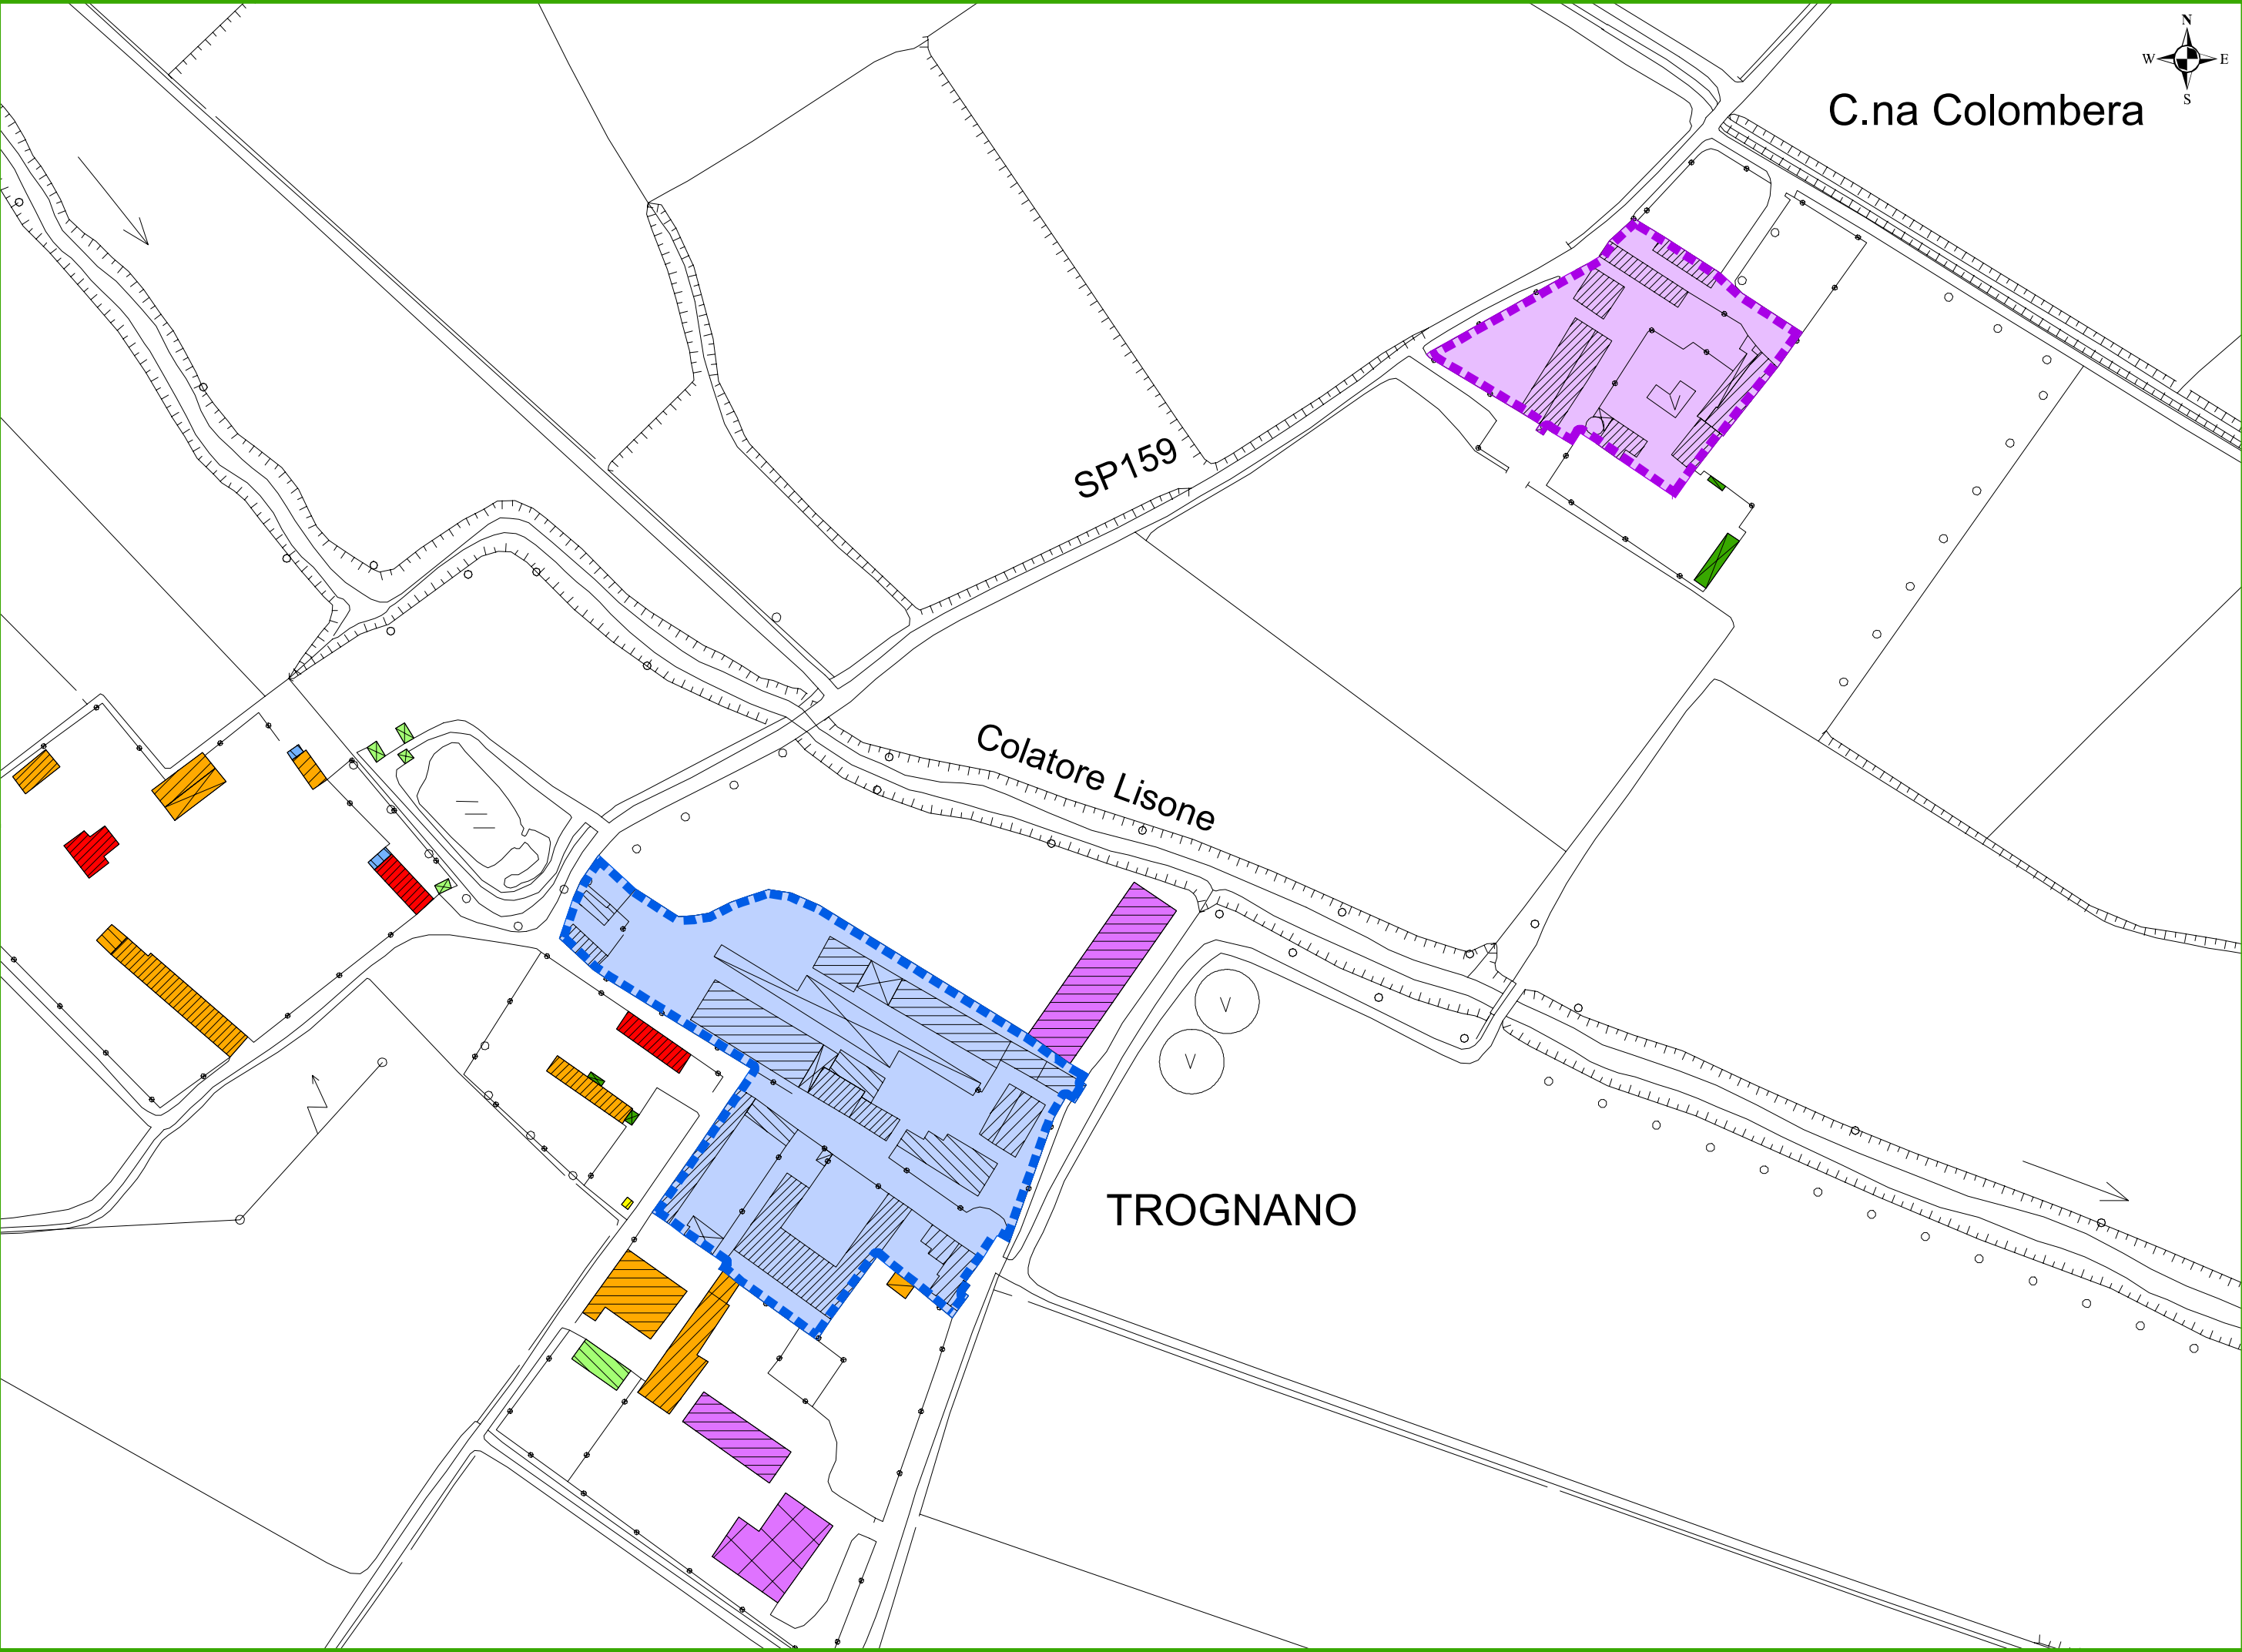 N
W E
S
C.na Colombera
SP159
Colatore Lisone
V
V
TROGNANO